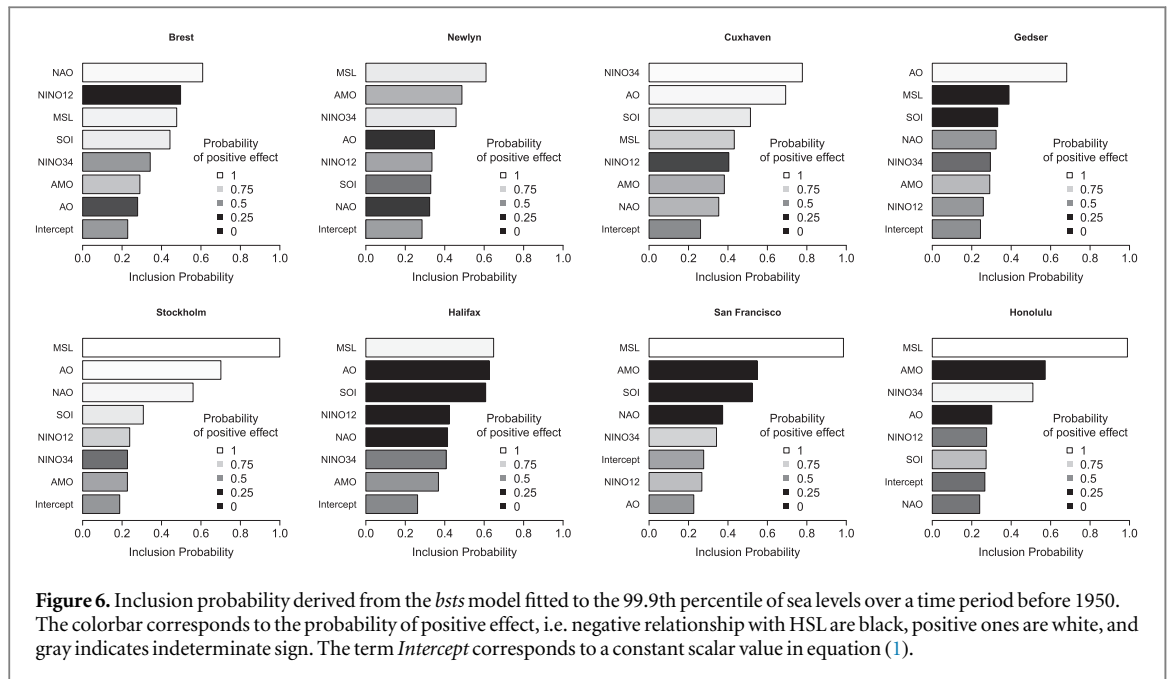 Brest
NAO
NINO12
MSL
SOI
NINO34
AMO
AO
Intercept
Probability
of positive effect
1
0.75
0.5
0.25
0
0.0 0.2 0.4 0.6 0.8 1.0
Inclusion Probability
Newlyn
MSL
AMO
NINO34
AO
NINO12
SOI
NAO
Intercept
Probability
of positive effect
1
0.75
0.5
0.25
0
0.0 0.2 0.4 0.6 0.8 1.0
Inclusion Probability
Cuxhaven
NINO34
AO
SOI
MSL
NINO12
AMO
NAO
Intercept
Probability
of positive effect
1
0.75
0.5
0.25
0
0.0 0.2 0.4 0.6 0.8 1.0
Inclusion Probability
Gedser
AO
MSL
SOI
NAO
NINO34
AMO
NINO12
Intercept
Probability
of positive effect
1
0.75
0.5
0.25
0
0.0 0.2 0.4 0.6 0.8 1.0
Inclusion Probability
Stockholm
MSL
AO
NAO
SOI
NINO12
NINO34
AMO
Intercept
Probability
of positive effect
1
0.75
0.5
0.25
0
0.0 0.2 0.4 0.6 0.8 1.0
Inclusion Probability
Halifax
MSL
AO
SOI
NINO12
NAO
NINO34
AMO
Intercept
Probability
of positive effect
1
0.75
0.5
0.25
0
0.0 0.2 0.4 0.6 0.8 1.0
Inclusion Probability
San Francisco
MSL
AMO
SOI
NAO
NINO34
Intercept
NINO12
AO
Probability
of positive effect
1
0.75
0.5
0.25
0
0.0 0.2 0.4 0.6 0.8 1.0
Inclusion Probability
Honolulu
MSL
AMO
NINO34
AO
NINO12
SOI
Intercept
NAO
Probability
of positive effect
1
0.75
0.5
0.25
0
0.0 0.2 0.4 0.6 0.8 1.0
Inclusion Probability
Figure 6. Inclusion probability derived from the bsts model fitted to the 99.9th percentile of sea levels over a time period before 1950.
The colorbar corresponds to the probability of positive effect, i.e. negative relationship with HSL are black, positive ones are white, and
gray indicates indeterminate sign. The term Intercept corresponds to a constant scalar value in equation (1).